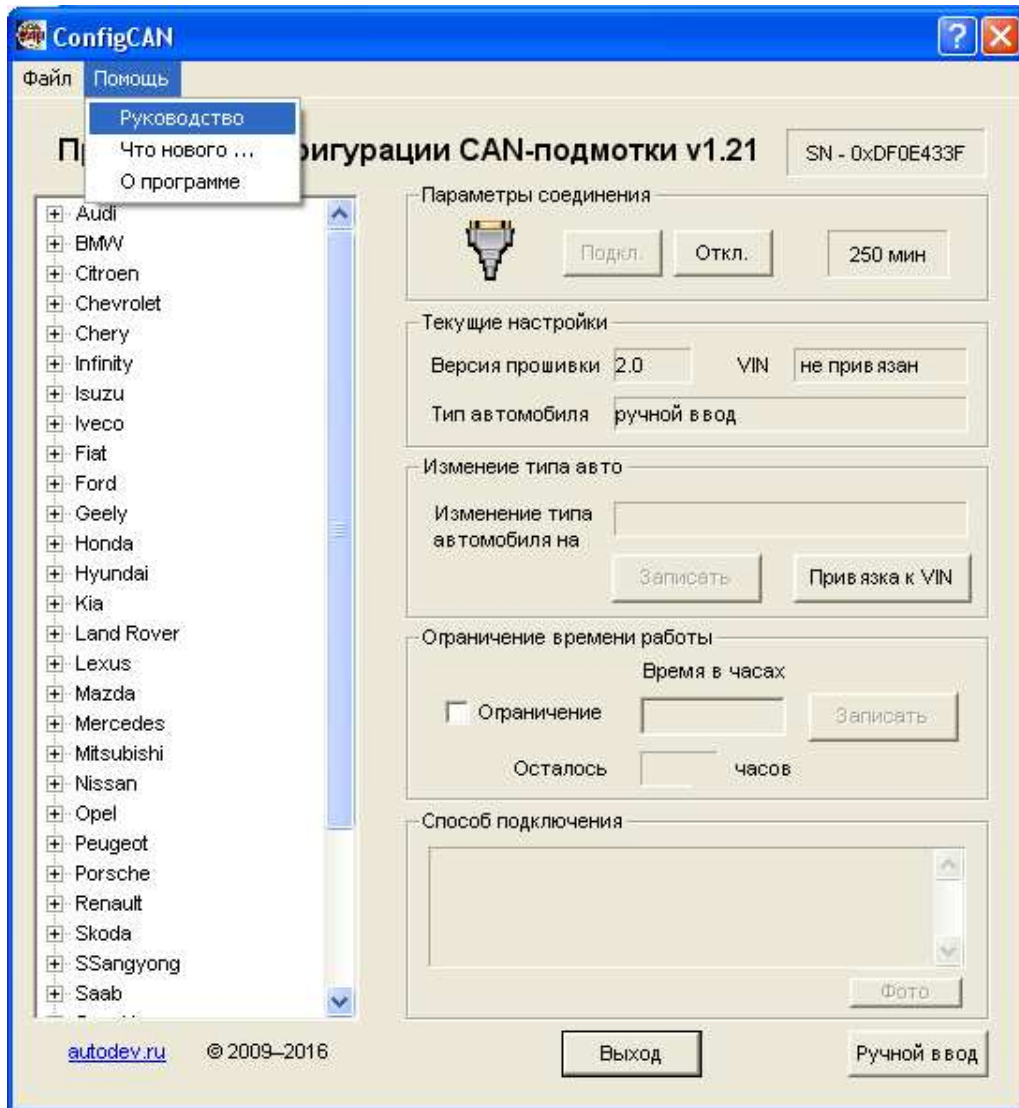 ConfigCAN
Файл Помощь
Руководство
Что нового ...
О программе
П
фигурации CAN-подмотки v1.21
SN - 0xDF0E433F
Audi
BMW
Citroen
Chevrolet
Chery
Infinity
Isuzu
Iveco
Fiat
Ford
Geely
Honda
Hyundai
Kia
Land Rover
Lexus
Mazda
Mercedes
Mitsubishi
Nissan
Opel
Peugeot
Porsche
Renault
Skoda
SSangyong
Saab
Параметры соединения
Подкл. Откл. 250 мин
Текущие настройки
Версия прошивки 2.0 VIN не привязан
Тип автомобиля ручной ввод
Изменеие типа авто
Изменение типа
автомобиля на
Записать Привязка к VIN
Ограничение времени работы
Время в часах
Ограничение Записать
Осталось часов
Способ подключения
Фото
autodev.ru © 2009–2016 Выход Ручной ввод